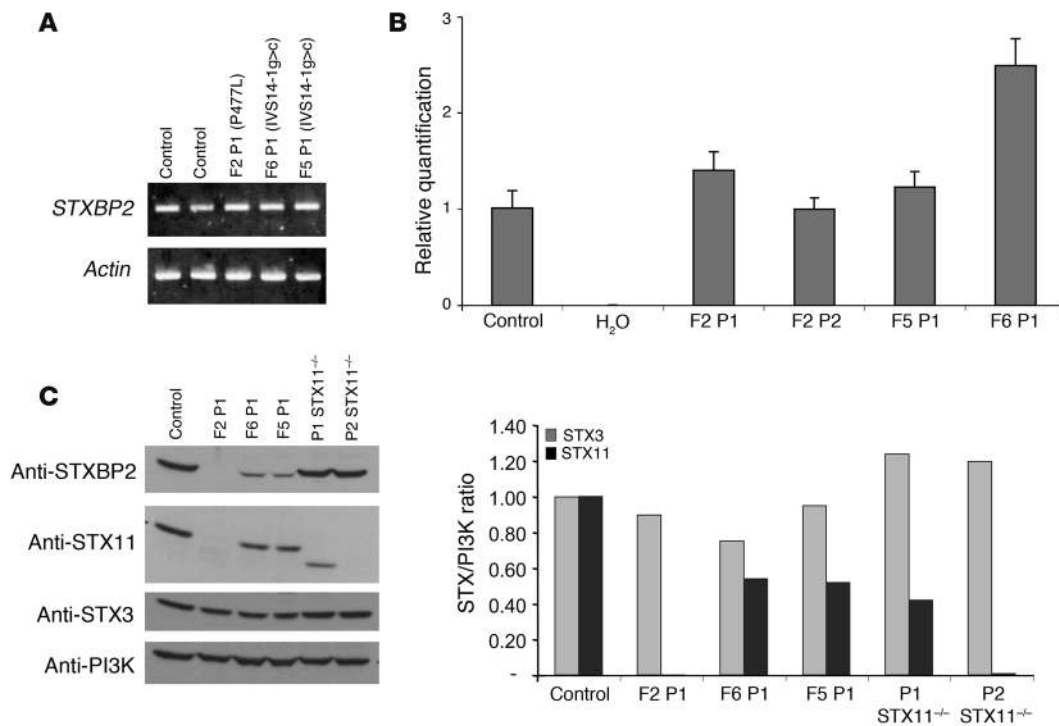 A
Control
Control
F2 P1 (P477L)
F6 P1 (IVS14-1g>c)
F5 P1 (IVS14-1g>c)
STXBP2
Actin
B
Relative quantification
3
2
1
0
Control
H₂O
F2 P1
F2 P2
F5 P1
F6 P1
C
Control
F2 P1
F6 P1
F5 P1
P1 STX11⁻/⁻
P2 STX11⁻/⁻
Anti-STXBP2
Anti-STX11
Anti-STX3
Anti-PI3K
STX/PI3K ratio
1.40
1.20
1.00
0.80
0.60
0.40
0.20
-
STX3
STX11
Control
F2 P1
F6 P1
F5 P1
P1
STX11⁻/⁻
P2
STX11⁻/⁻